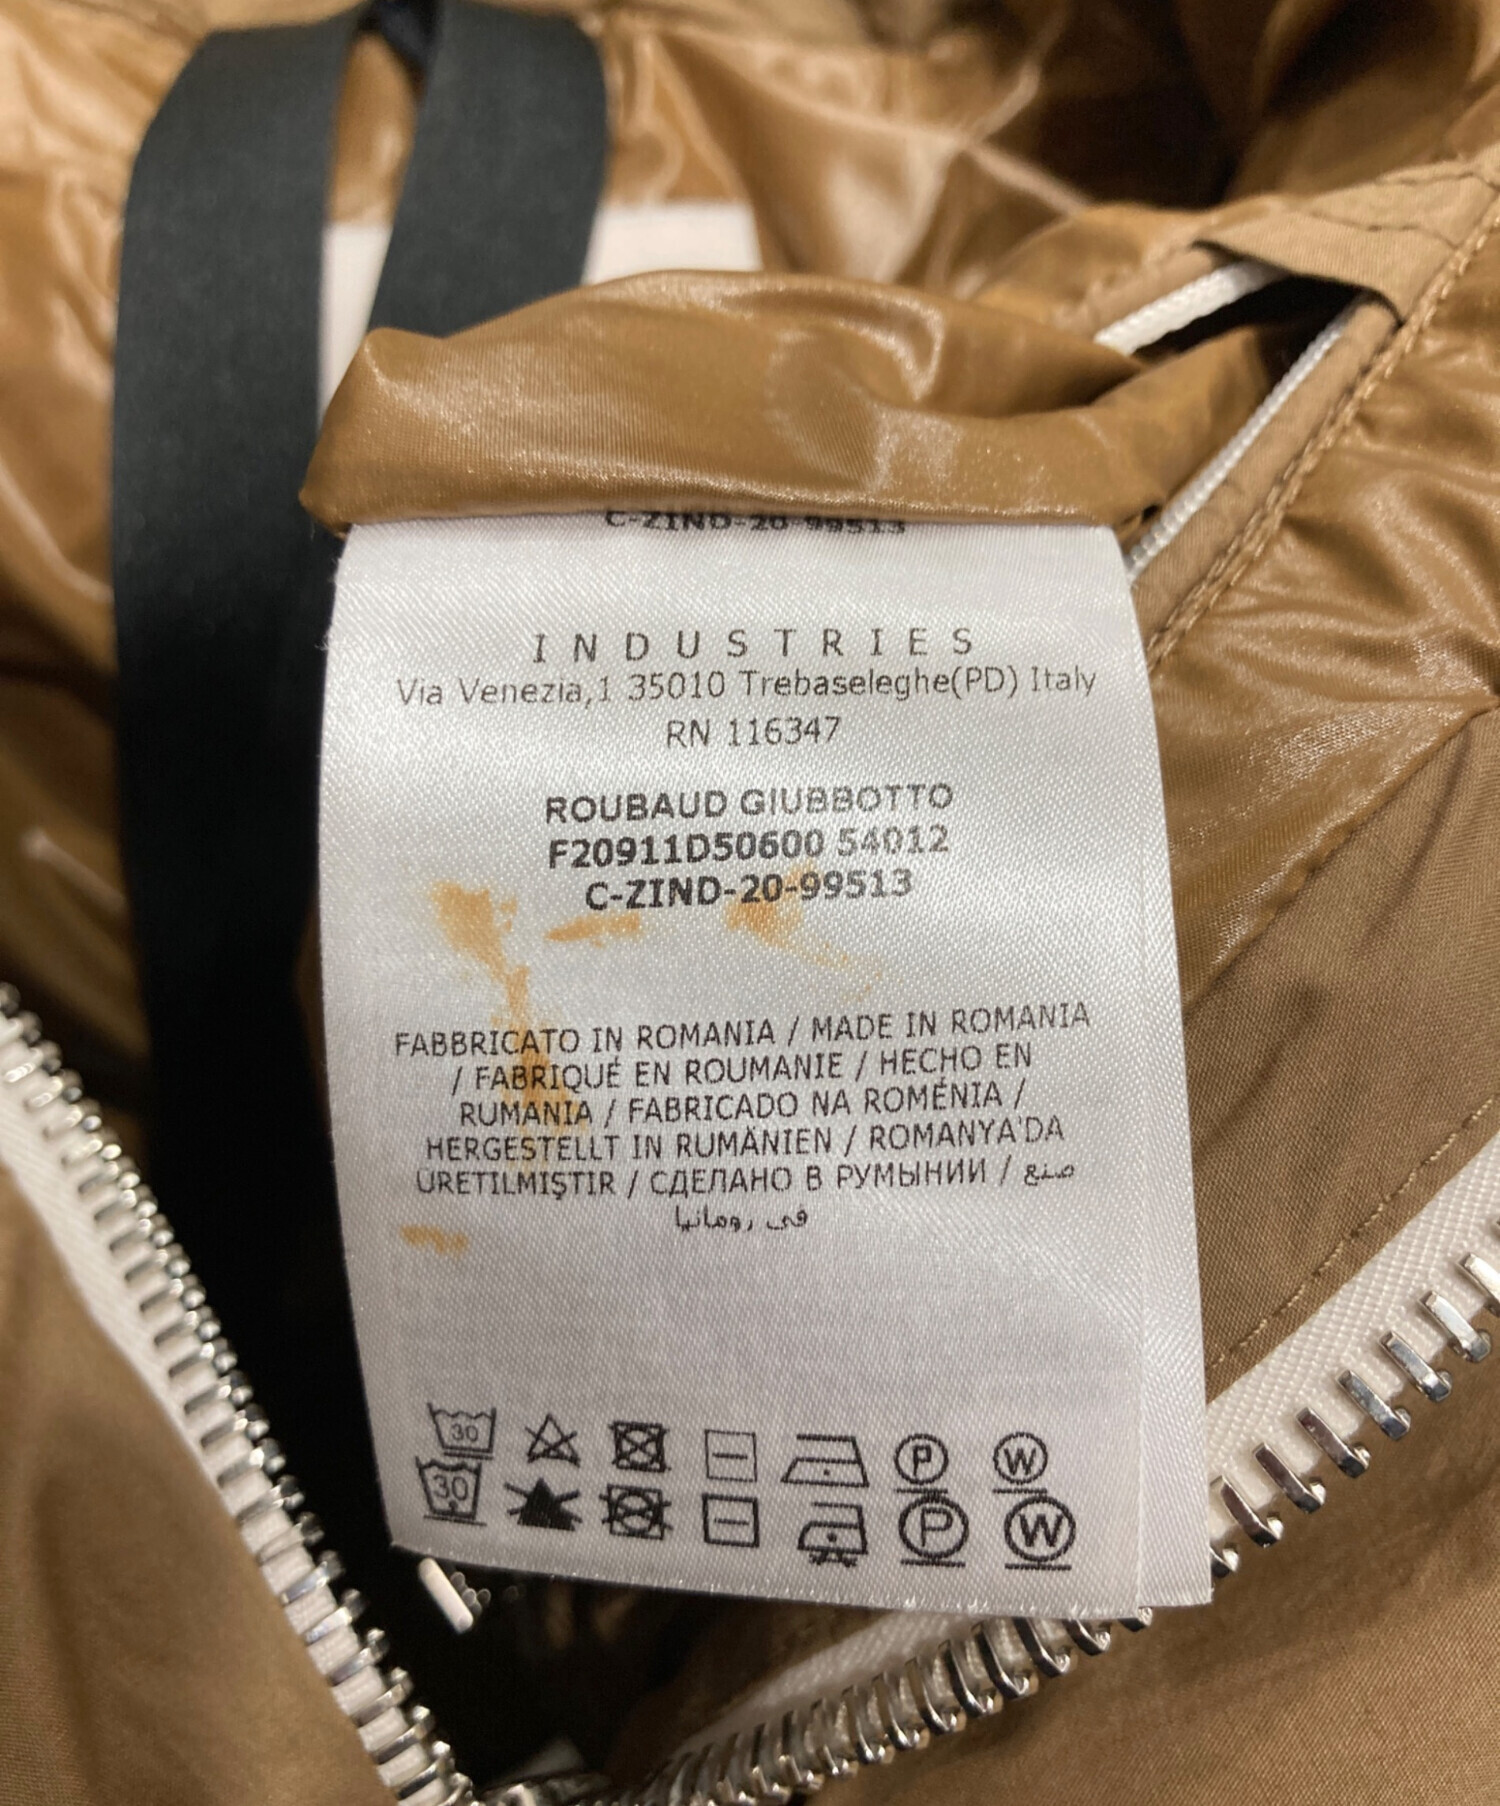 C-ZIND-20-99513
INDUSTRIES
Via Venezia,1 35010 Trebaseleghe(PD) Italy
RN 116347
ROUBAUD GIUBBOTTO
F20911D50600 54012
C-ZIND-20-99513
FABBRICATO IN ROMANIA / MADE IN ROMANIA
/ FABRIQUÉ EN ROUMANIE / HECHO EN
RUMANIA / FABRICADO NA ROMÉNIA /
HERGESTELLT IN RUMÄNIEN / ROMANYA'DA
ÜRETILMIŞTIR / СДЕЛАНО В РУМЫНИИ / صنع
في رومانيا
30 P W
30 P W